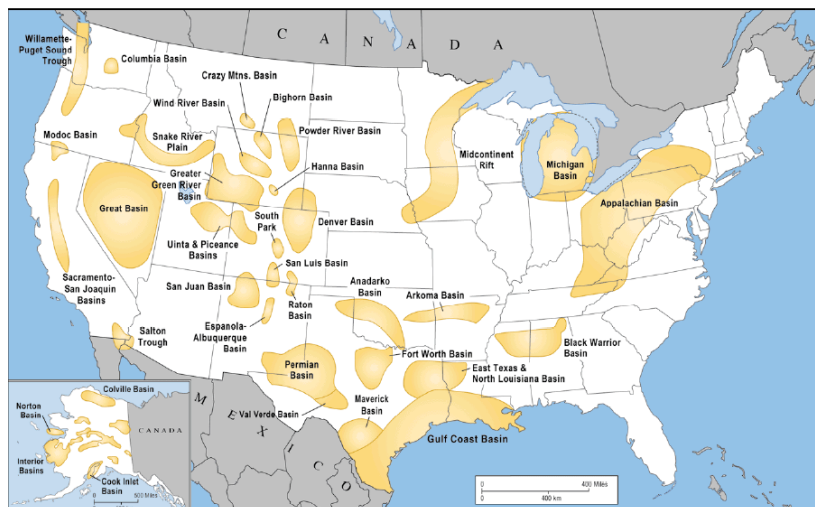 C A N A D A
Willamette-
Puget Sound
Trough
Columbia Basin
Crazy Mtns. Basin
Wind River Basin
Bighorn Basin
Modoc Basin
Snake River
Plain
Powder River Basin
Midcontinent
Rift
Michigan
Basin
Greater
Green River
Basin
Hanna Basin
Great Basin
South
Park
Denver Basin
Appalachian Basin
Uinta & Piceance
Basins
San Luis Basin
Sacramento-
San Joaquin
Basins
San Juan Basin
Raton
Basin
Anadarko
Basin
Arkoma Basin
Espanola-
Albuquerque
Basin
Salton
Trough
Black Warrior
Basin
Fort Worth Basin
Permian
Basin
East Texas &
North Louisiana Basin
Val Verde Basin
Maverick
Basin
Gulf Coast Basin
M E X I C O
Colville Basin
Norton
Basin
CANADA
Interior
Basins
Cook Inlet
Basin
0 500 Miles
0 400 Miles
0 400 km